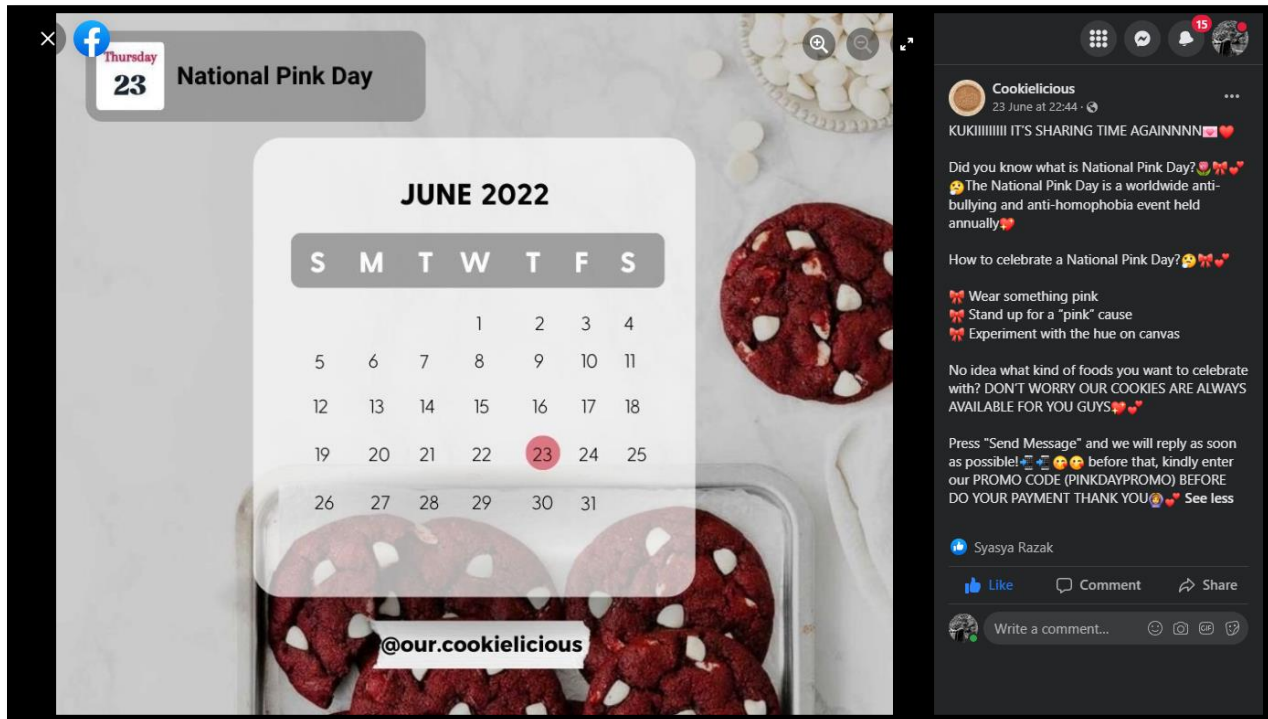 Thursday
23
National Pink Day
JUNE 2022
S M T W T F S
1 2 3 4
5 6 7 8 9 10 11
12 13 14 15 16 17 18
19 20 21 22 23 24 25
26 27 28 29 30 31
@our.cookielicious
15
Cookielicious
23 June at 22:44 ·
KUKIIIIIIIII IT'S SHARING TIME AGAINNNN💌❤️
Did you know what is National Pink Day?🌷🎀💕
🤔The National Pink Day is a worldwide anti-
bullying and anti-homophobia event held
annually💖
How to celebrate a National Pink Day?🤔🎀💕
🎀 Wear something pink
🎀 Stand up for a "pink" cause
🎀 Experiment with the hue on canvas
No idea what kind of foods you want to celebrate
with? DON'T WORRY OUR COOKIES ARE ALWAYS
AVAILABLE FOR YOU GUYS💖💕
Press "Send Message" and we will reply as soon
as possible!📲📲😋😋 before that, kindly enter
our PROMO CODE (PINKDAYPROMO) BEFORE
DO YOUR PAYMENT THANK YOU🙆💕 See less
Syasya Razak
Like Comment Share
Write a comment...
GIF